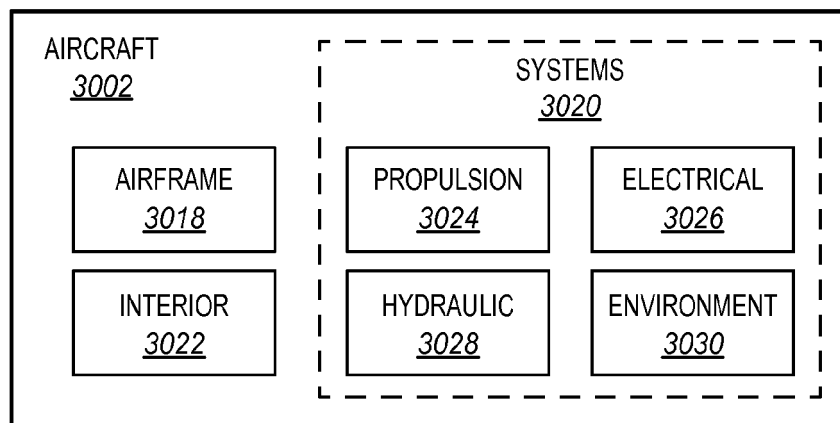 AIRCRAFT
3002
SYSTEMS
3020
AIRFRAME
3018
PROPULSION
3024
ELECTRICAL
3026
INTERIOR
3022
HYDRAULIC
3028
ENVIRONMENT
3030